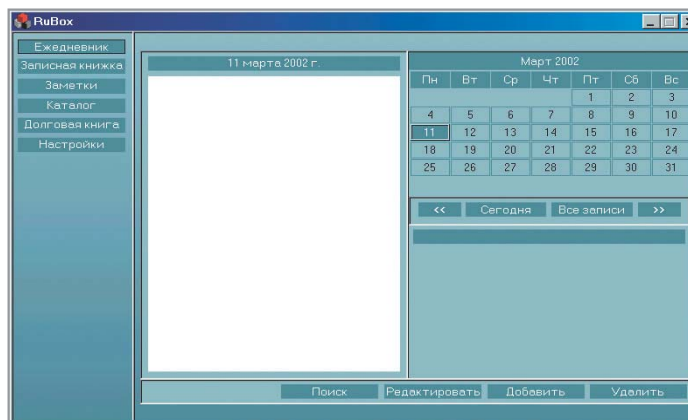 RuBox
Ежедневник
Записная книжка
Заметки
Каталог
Долговая книга
Настройки
11 марта 2002 г.
Март 2002
Пн Вт Ср Чт Пт Сб Вс
1 2 3
4 5 6 7 8 9 10
11 12 13 14 15 16 17
18 19 20 21 22 23 24
25 26 27 28 29 30 31
<< Сегодня Все записи >>
Поиск Редактировать Добавить Удалить